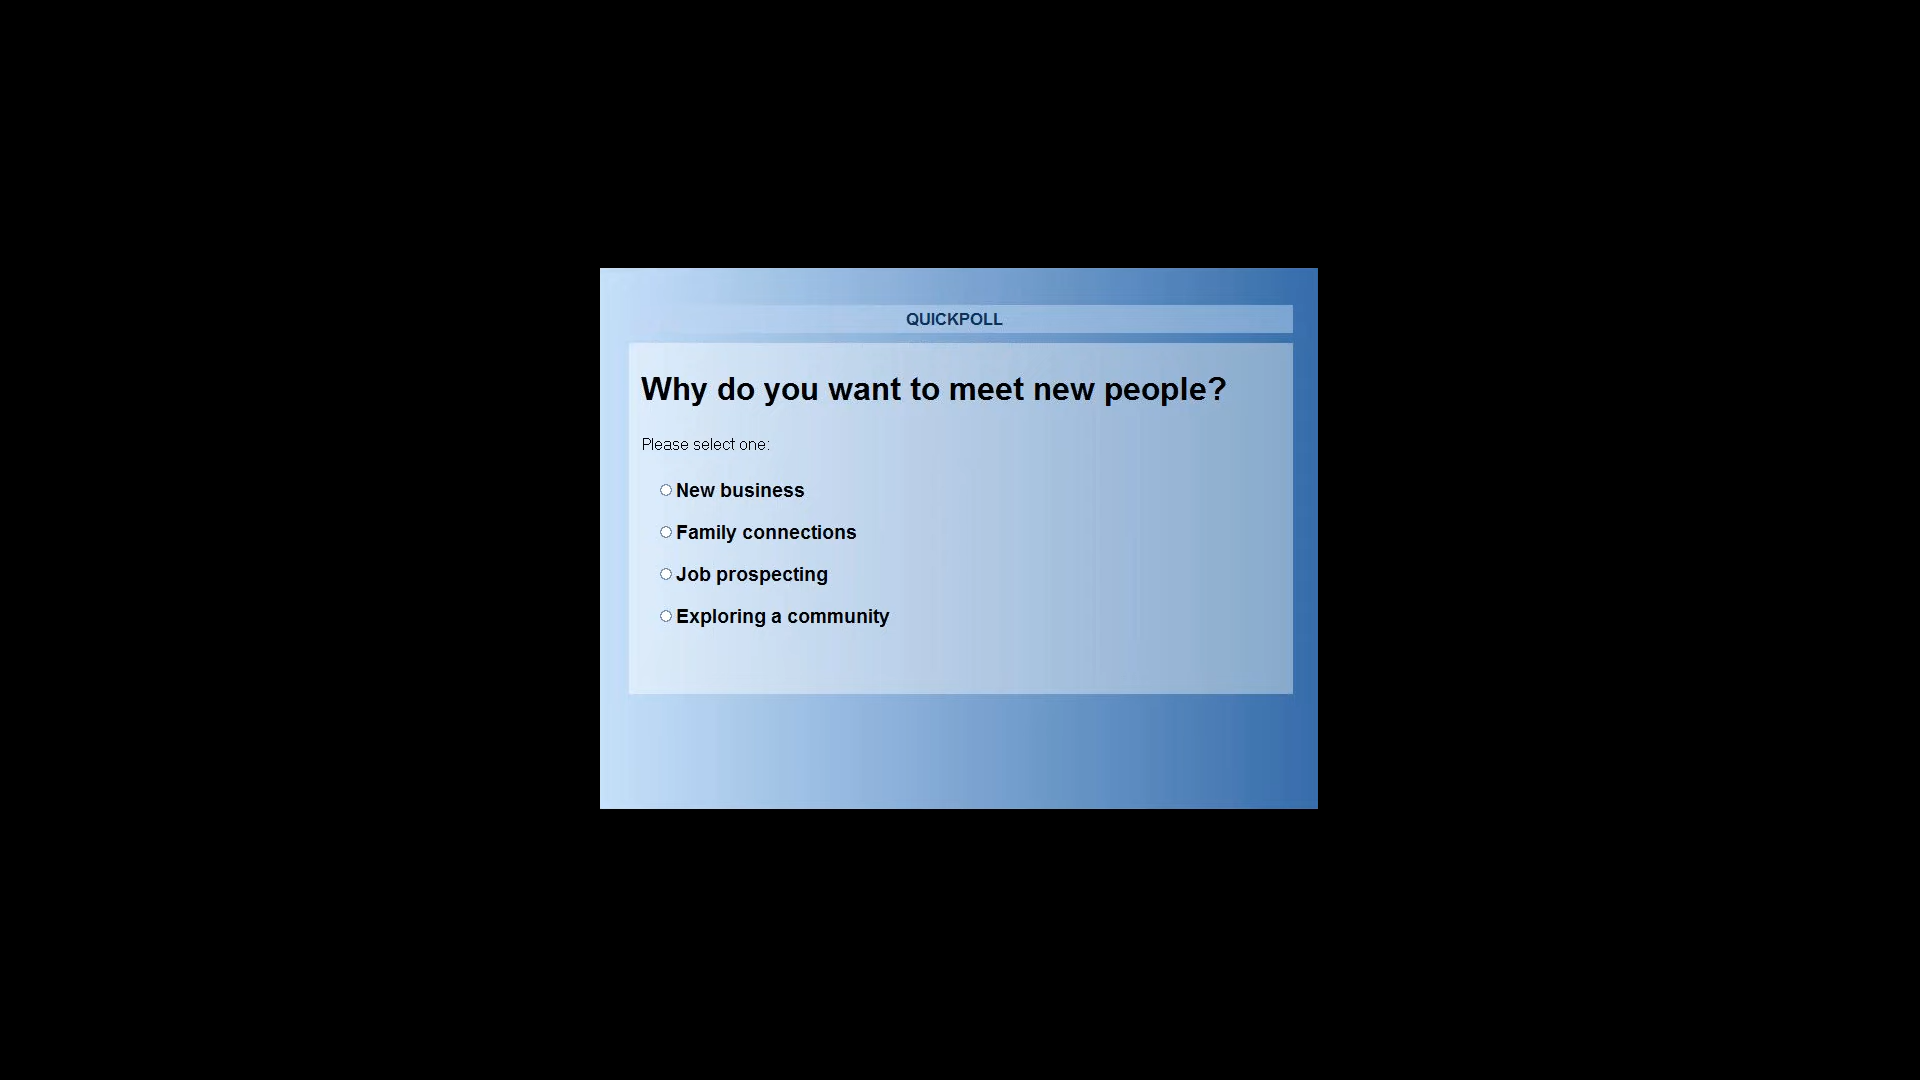 QUICKPOLL
Why do you want to meet new people?
Please select one:
New business
Family connections
Job prospecting
Exploring a community